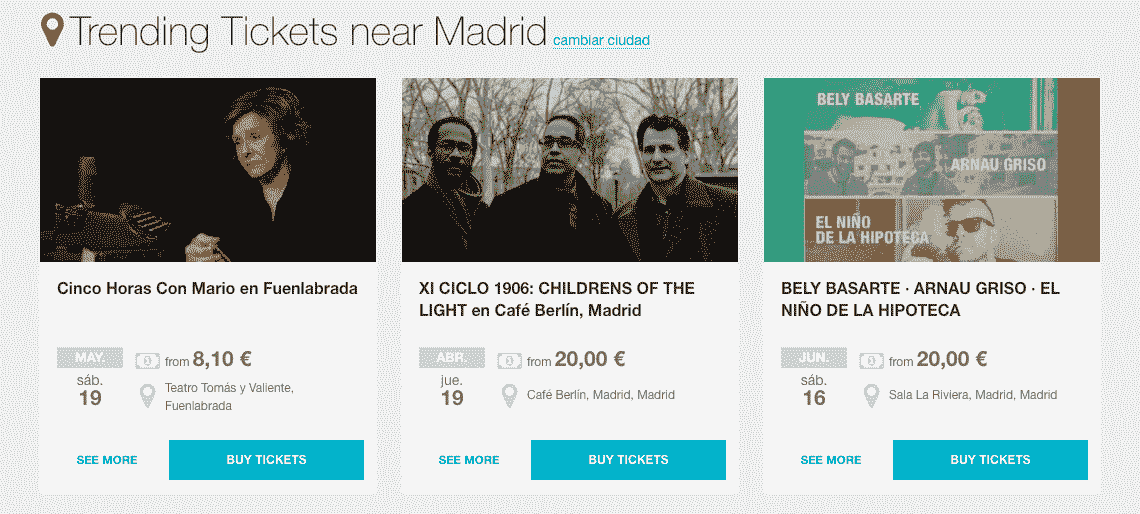 Trending Tickets near Madrid cambiar ciudad
BELY BASARTE
ARNAU GRISO
EL NIÑO
DE LA HIPOTECA
Cinco Horas Con Mario en Fuenlabrada
MAY.
sáb.
19
from 8,10 €
Teatro Tomás y Valiente,
Fuenlabrada
SEE MORE
BUY TICKETS
XI CICLO 1906: CHILDRENS OF THE
LIGHT en Café Berlín, Madrid
ABR.
jue.
19
from 20,00 €
Café Berlín, Madrid, Madrid
SEE MORE
BUY TICKETS
BELY BASARTE · ARNAU GRISO · EL
NIÑO DE LA HIPOTECA
JUN.
sáb.
16
from 20,00 €
Sala La Riviera, Madrid, Madrid
SEE MORE
BUY TICKETS